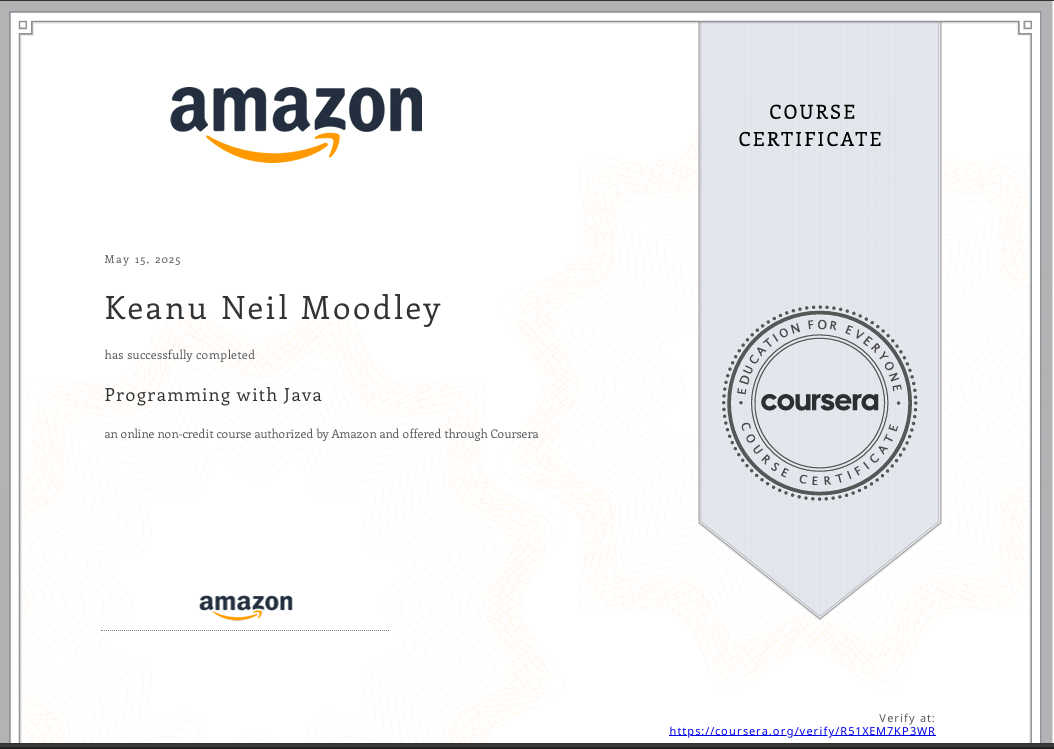 amazon
COURSE
CERTIFICATE
May 15, 2025
Keanu Neil Moodley
has successfully completed
Programming with Java
an online non-credit course authorized by Amazon and offered through Coursera
EDUCATION FOR EVERYONE
coursera
COURSE CERTIFICATE
amazon
Verify at:
https://coursera.org/verify/R51XEM7KP3WR